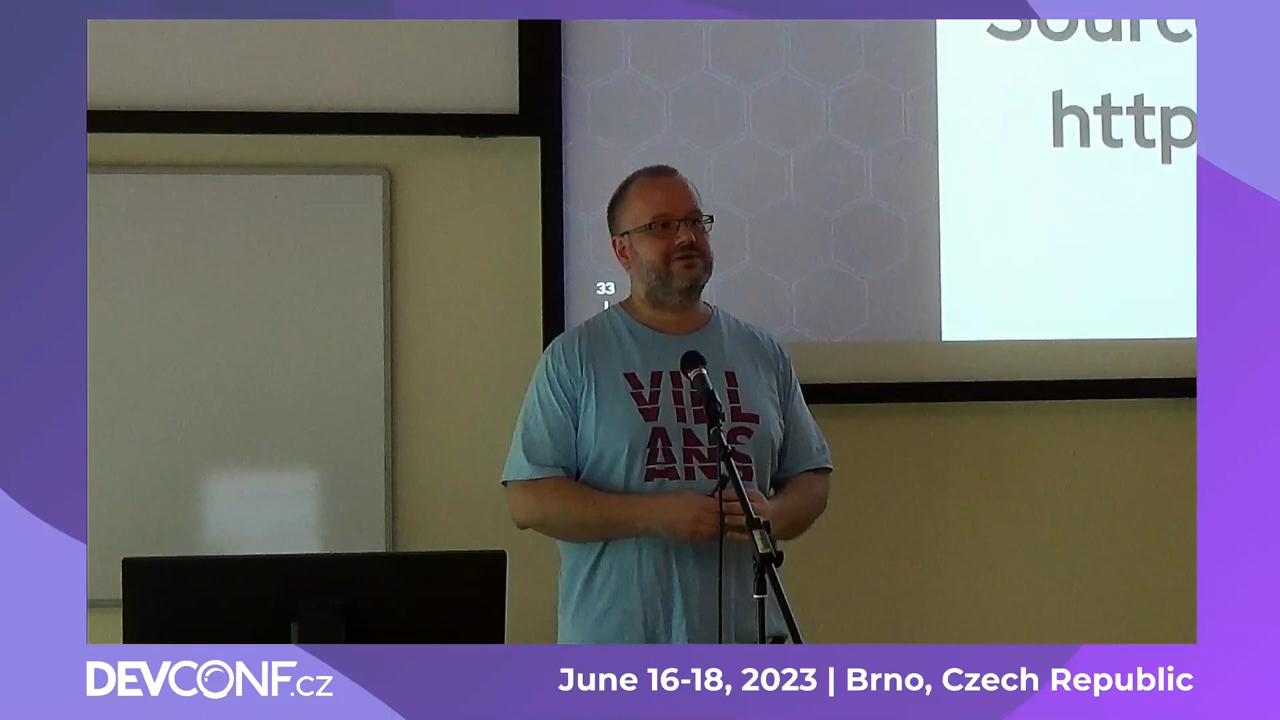 Sourc
http
33
VILL
ANS
DEVCONF.cz
June 16-18, 2023 | Brno, Czech Republic